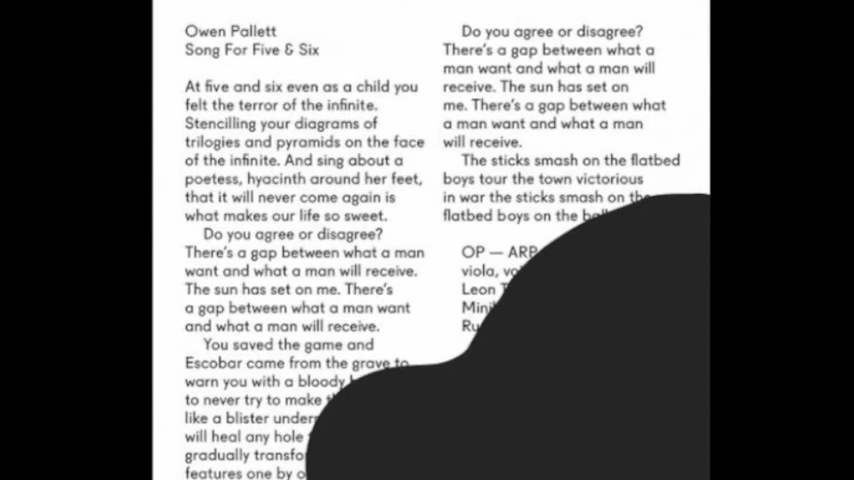 Owen Pallett
Song For Five & Six
At five and six even as a child you
felt the terror of the infinite.
Stencilling your diagrams of
trilogies and pyramids on the face
of the infinite. And sing about a
poetess, hyacinth around her feet,
that it will never come again is
what makes our life so sweet.
Do you agree or disagree?
There's a gap between what a man
want and what a man will receive.
The sun has set on me. There's
a gap between what a man want
and what a man will receive.
You saved the game and
Escobar came from the grave to
warn you with a bloody
to never try to make
like a blister
will heal any hole
gradually
features one by
Do you agree or disagree?
There's a gap between what a
man want and what a man will
receive. The sun has set on
me. There's a gap between what
a man want and what a man
will receive.
The sticks smash on the flatbed
boys tour the town victorious
in war the sticks smash on the
flatbed boys on the
OP — ARP
viola,
Leon